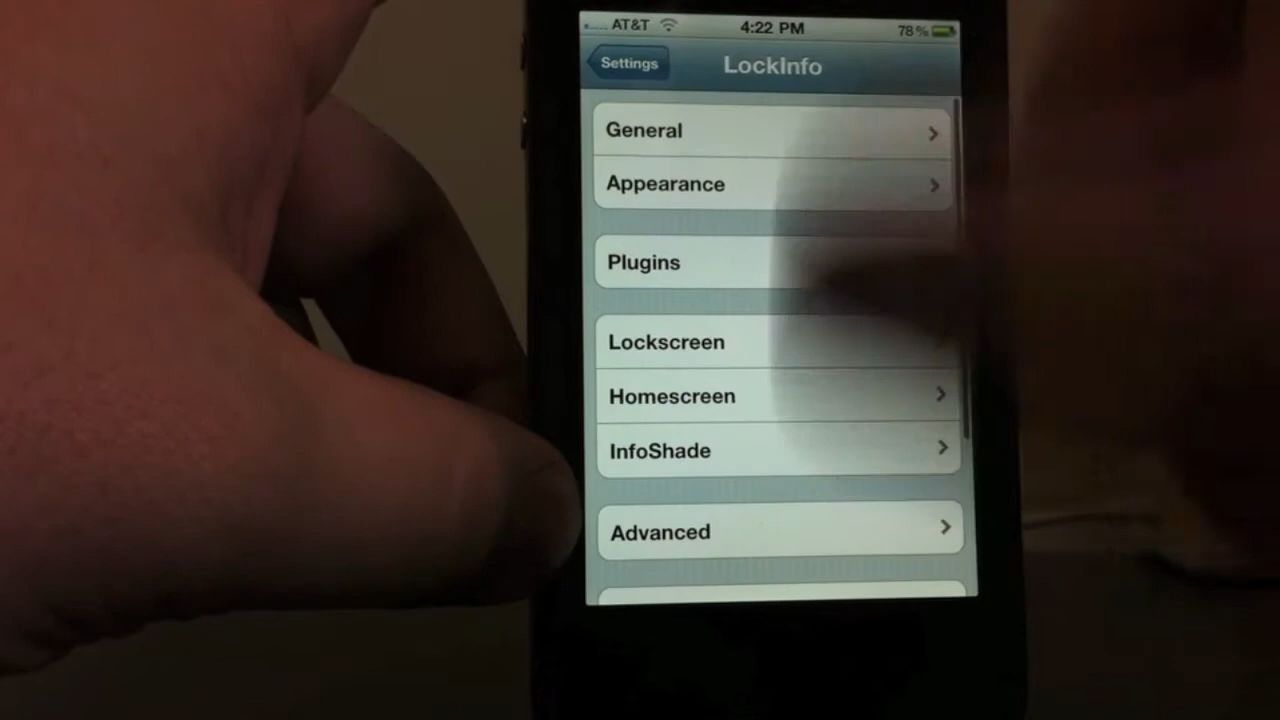 AT&T 4:22 PM 78%
Settings LockInfo
General
Appearance
Plugins
Lockscreen
Homescreen
InfoShade
Advanced